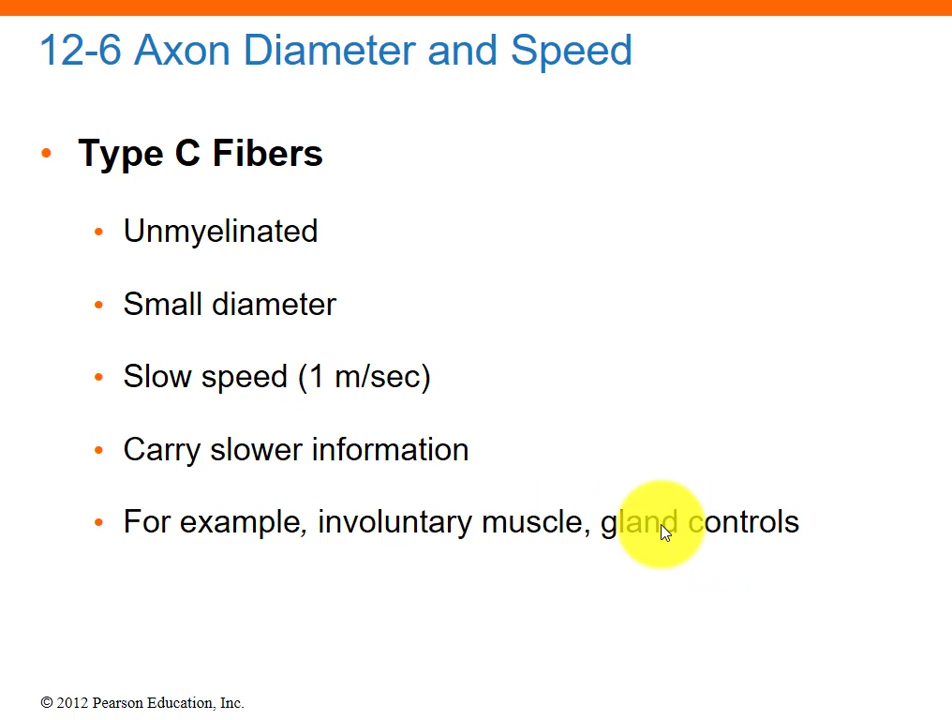 12-6 Axon Diameter and Speed
• Type C Fibers
• Unmyelinated
• Small diameter
• Slow speed (1 m/sec)
• Carry slower information
• For example, involuntary muscle, gland controls
© 2012 Pearson Education, Inc.